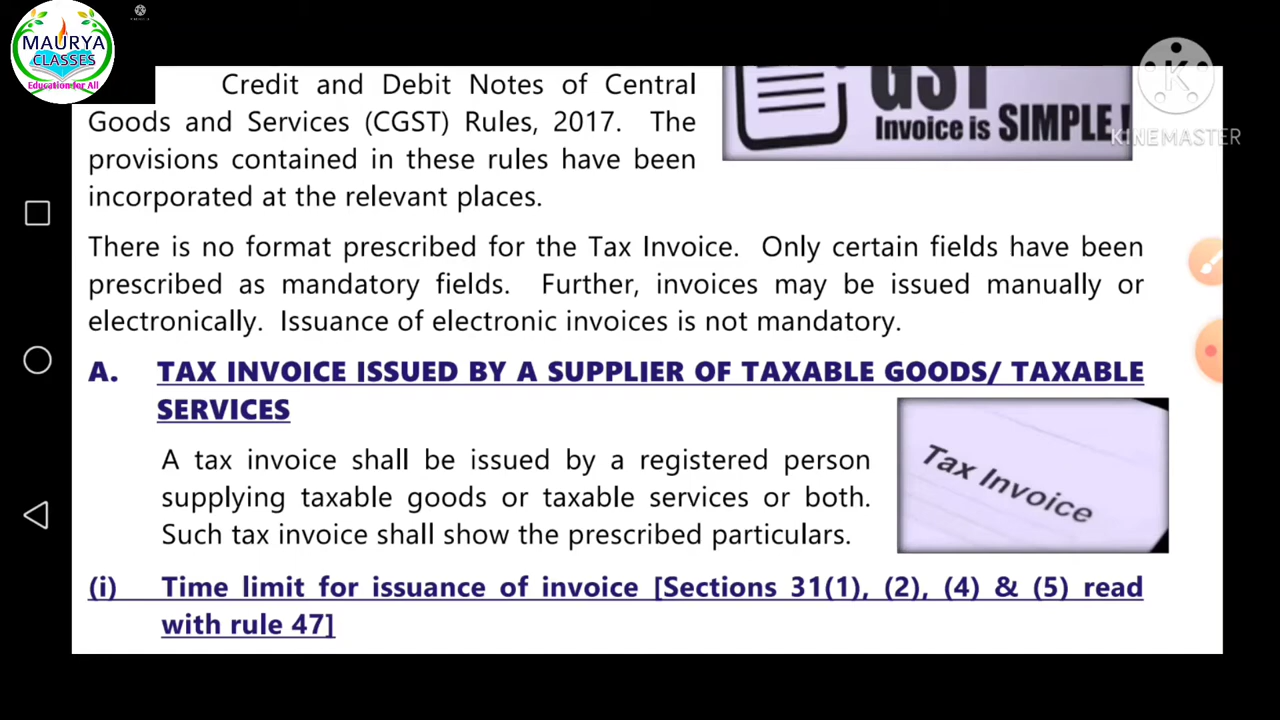 MAURYA
CLASSES
Education for All
Credit and Debit Notes of Central
Goods and Services (CGST) Rules, 2017. The
provisions contained in these rules have been
incorporated at the relevant places.
GST
Invoice is SIMPLE!
K
KINEMASTER
There is no format prescribed for the Tax Invoice. Only certain fields have been
prescribed as mandatory fields. Further, invoices may be issued manually or
electronically. Issuance of electronic invoices is not mandatory.
A. TAX INVOICE ISSUED BY A SUPPLIER OF TAXABLE GOODS/ TAXABLE
SERVICES
A tax invoice shall be issued by a registered person
supplying taxable goods or taxable services or both.
Such tax invoice shall show the prescribed particulars.
Tax Invoice
(i) Time limit for issuance of invoice [Sections 31(1), (2), (4) & (5) read
with rule 47]